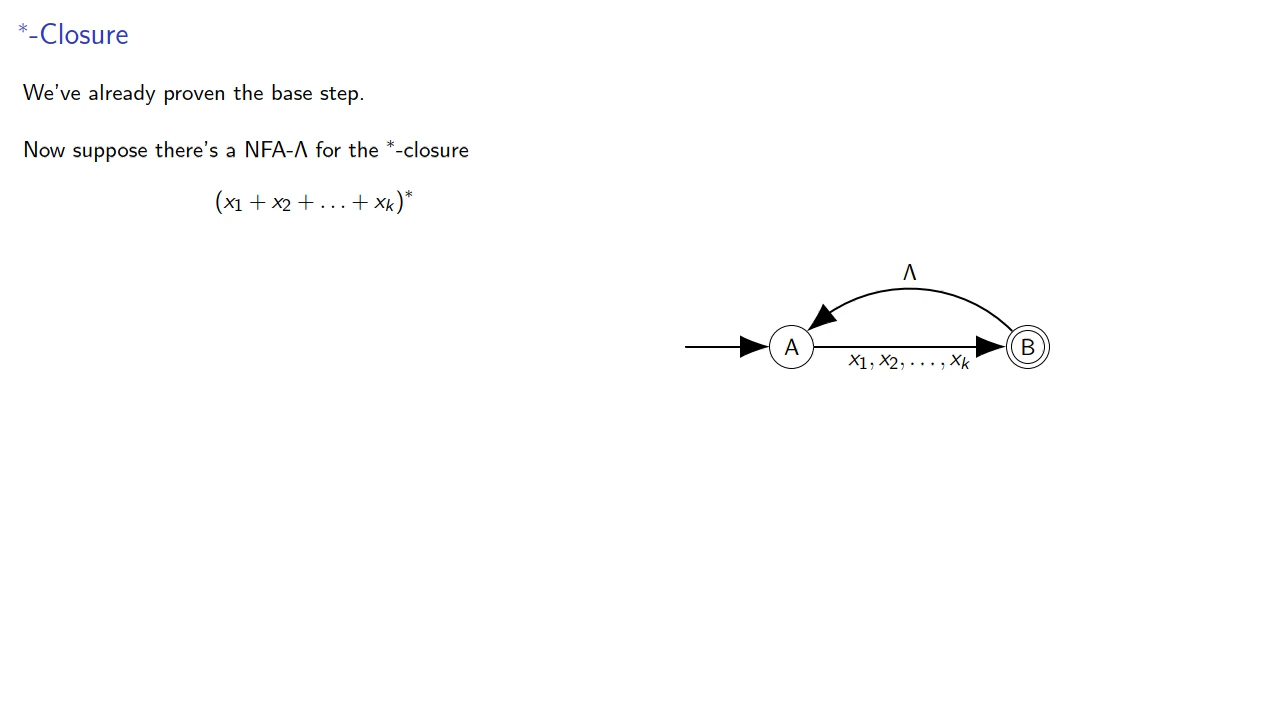 *-Closure
We've already proven the base step.
Now suppose there's a NFA-Λ for the *-closure
(x₁ + x₂ + … + xₖ)*
Λ
A
B
x₁, x₂, …, xₖ